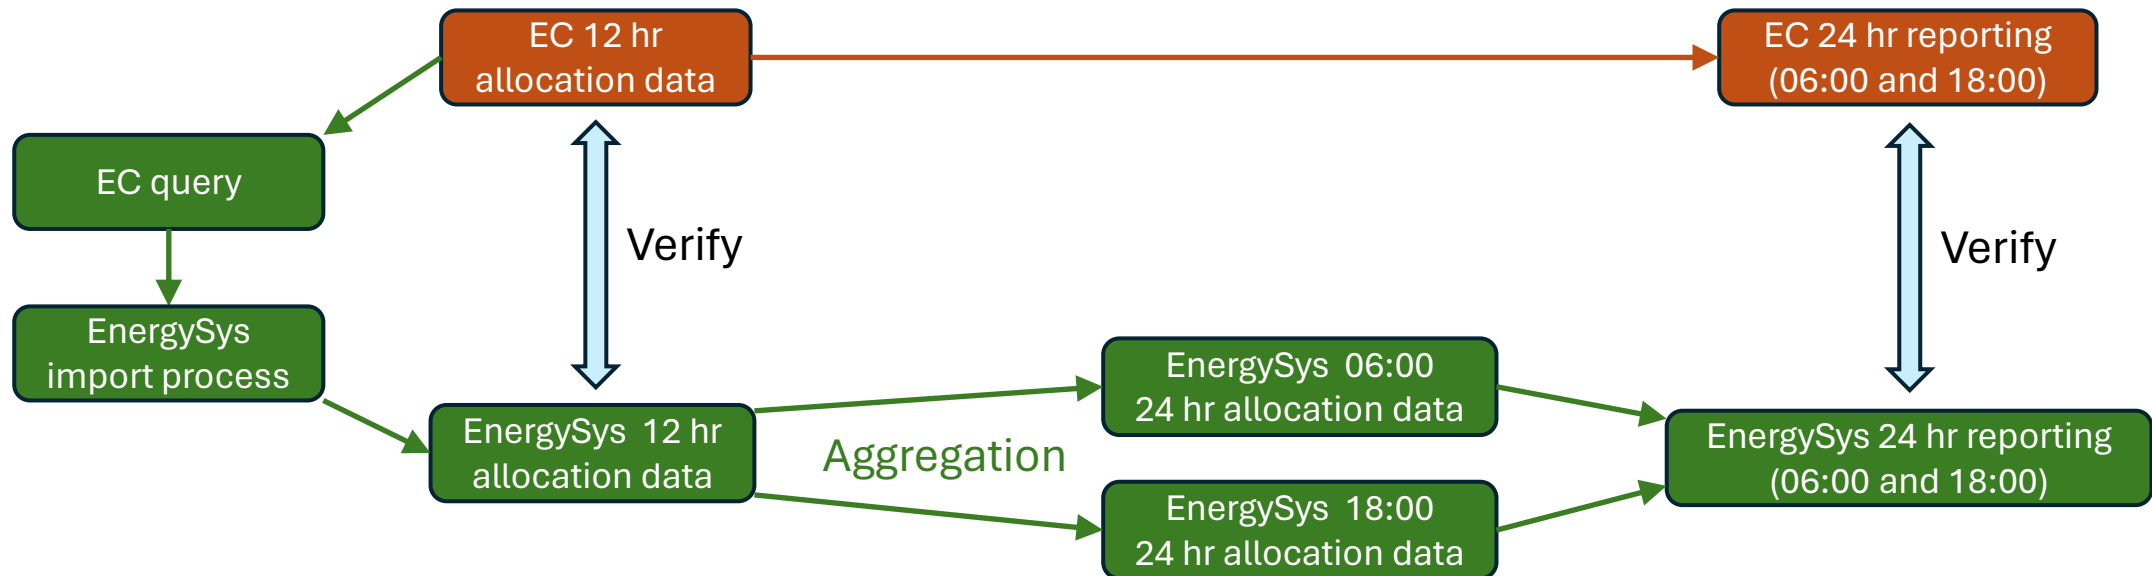 EC 12 hr
allocation data
EC 24 hr reporting
(06:00 and 18:00)
EC query
Verify
Verify
EnergySys
import process
EnergySys 12 hr
allocation data
Aggregation
EnergySys 06:00
24 hr allocation data
EnergySys 18:00
24 hr allocation data
EnergySys 24 hr reporting
(06:00 and 18:00)